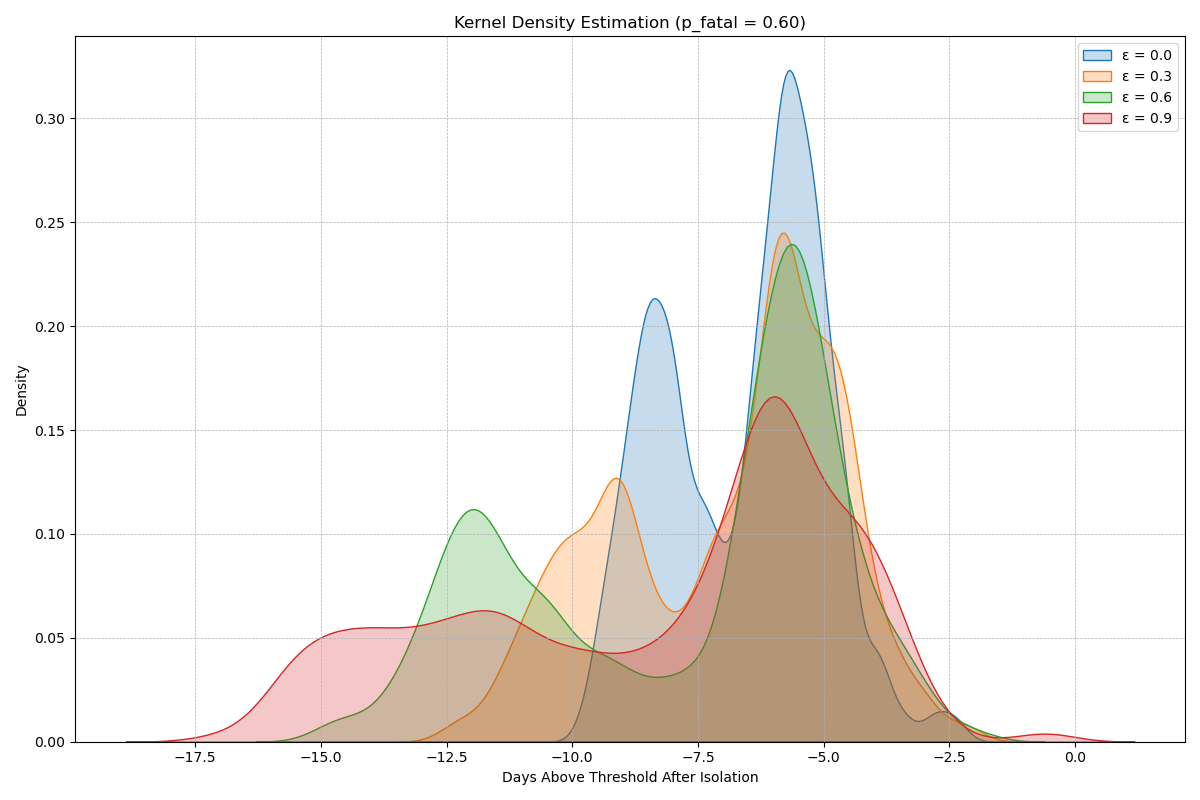 Kernel Density Estimation (p_fatal = 0.60)
ε = 0.0
ε = 0.3
ε = 0.6
ε = 0.9
0.30
0.25
0.20
0.15
0.10
0.05
0.00
Density
−17.5 −15.0 −12.5 −10.0 −7.5 −5.0 −2.5 0.0
Days Above Threshold After Isolation